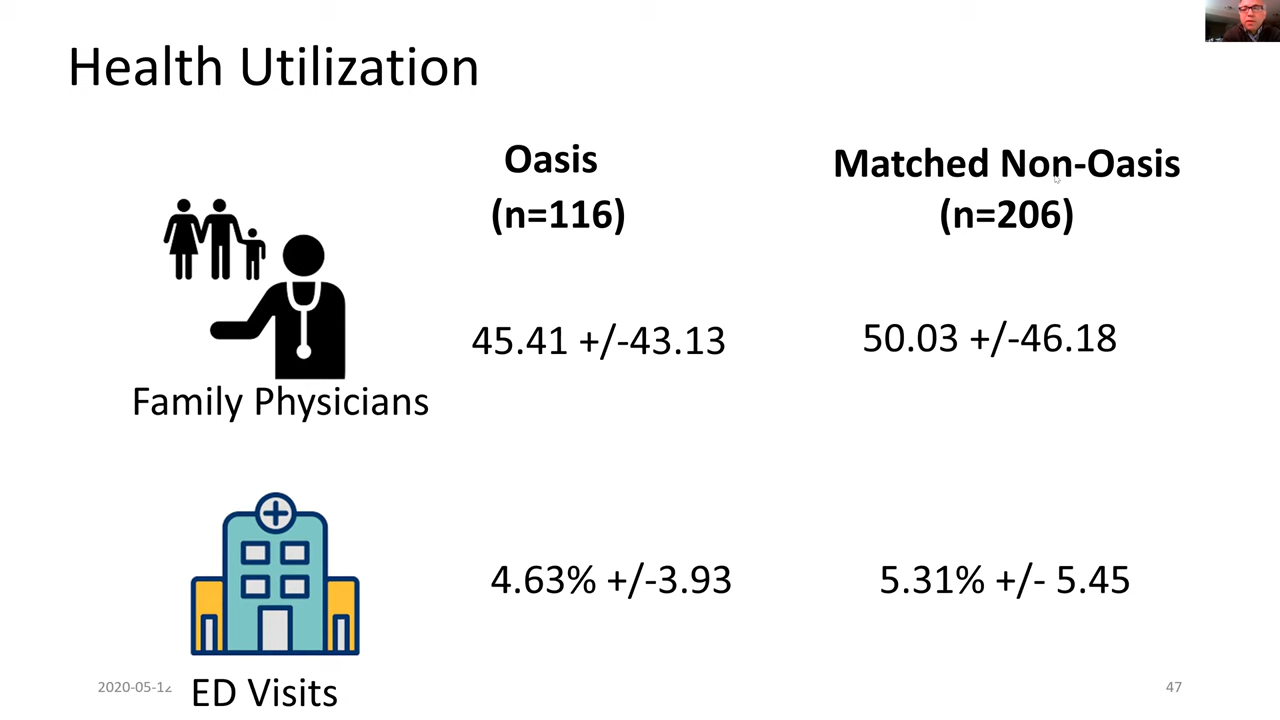 Health Utilization
Oasis
(n=116)
Matched Non-Oasis
(n=206)
45.41 +/-43.13
50.03 +/-46.18
Family Physicians
4.63% +/-3.93
5.31% +/- 5.45
2020-05-12
ED Visits
47